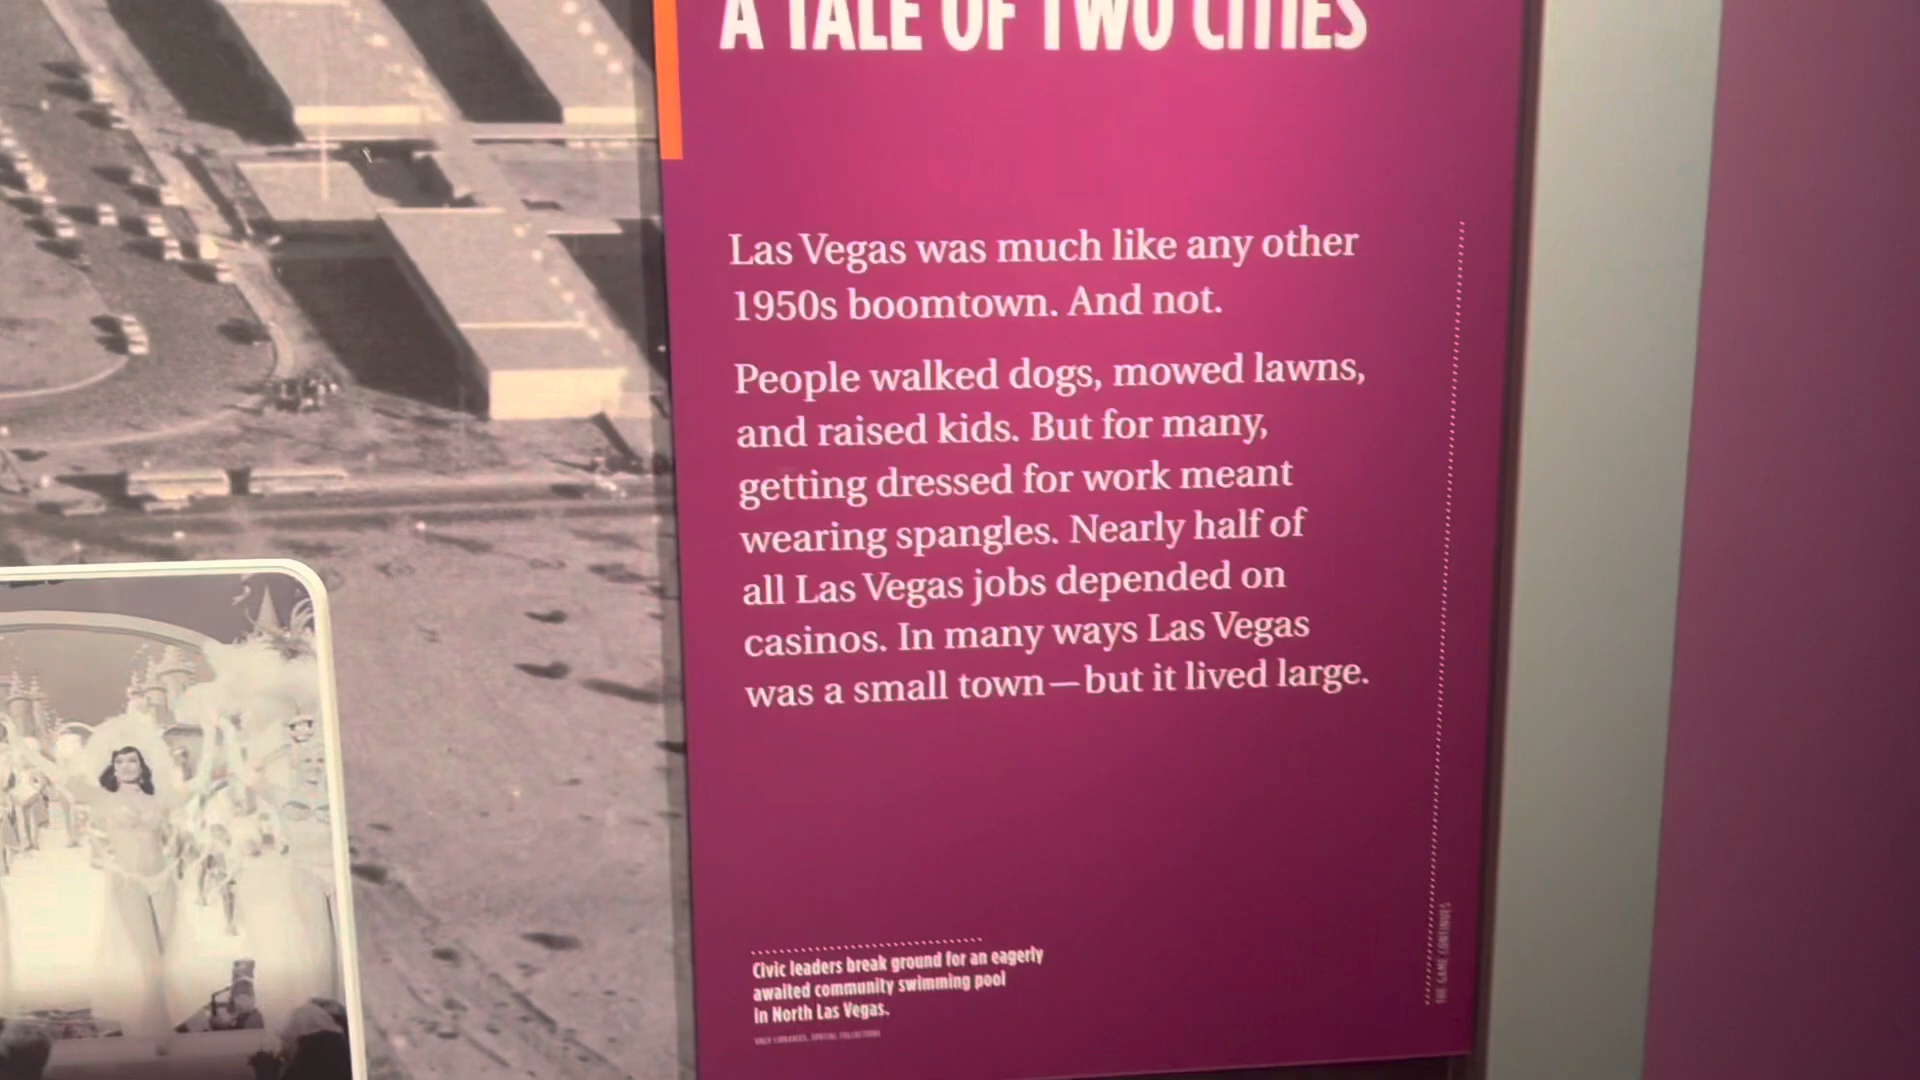 A TALE OF TWO CITIES
Las Vegas was much like any other
1950s boomtown. And not.
People walked dogs, mowed lawns,
and raised kids. But for many,
getting dressed for work meant
wearing spangles. Nearly half of
all Las Vegas jobs depended on
casinos. In many ways Las Vegas
was a small town—but it lived large.
Civic leaders break ground for an eagerly
awaited community swimming pool
in North Las Vegas.
THE GAME CONTINUES